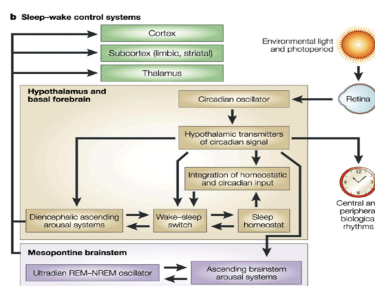 b Sleep–wake control systems
Cortex
Subcortex (limbic, striatal)
Thalamus
Environmental light
and photoperiod
Retina
Hypothalamus and
basal forebrain
Circadian oscillator
Hypothalamic transmitters
of circadian signal
Integration of homeostatic
and circadian input
Diencephalic ascending
arousal systems
Wake–sleep
switch
Sleep
homeostat
Central an
periphera
biologica
rhythms
Mesopontine brainstem
Ultradian REM–NREM oscillator
Ascending brainstem
arousal systems